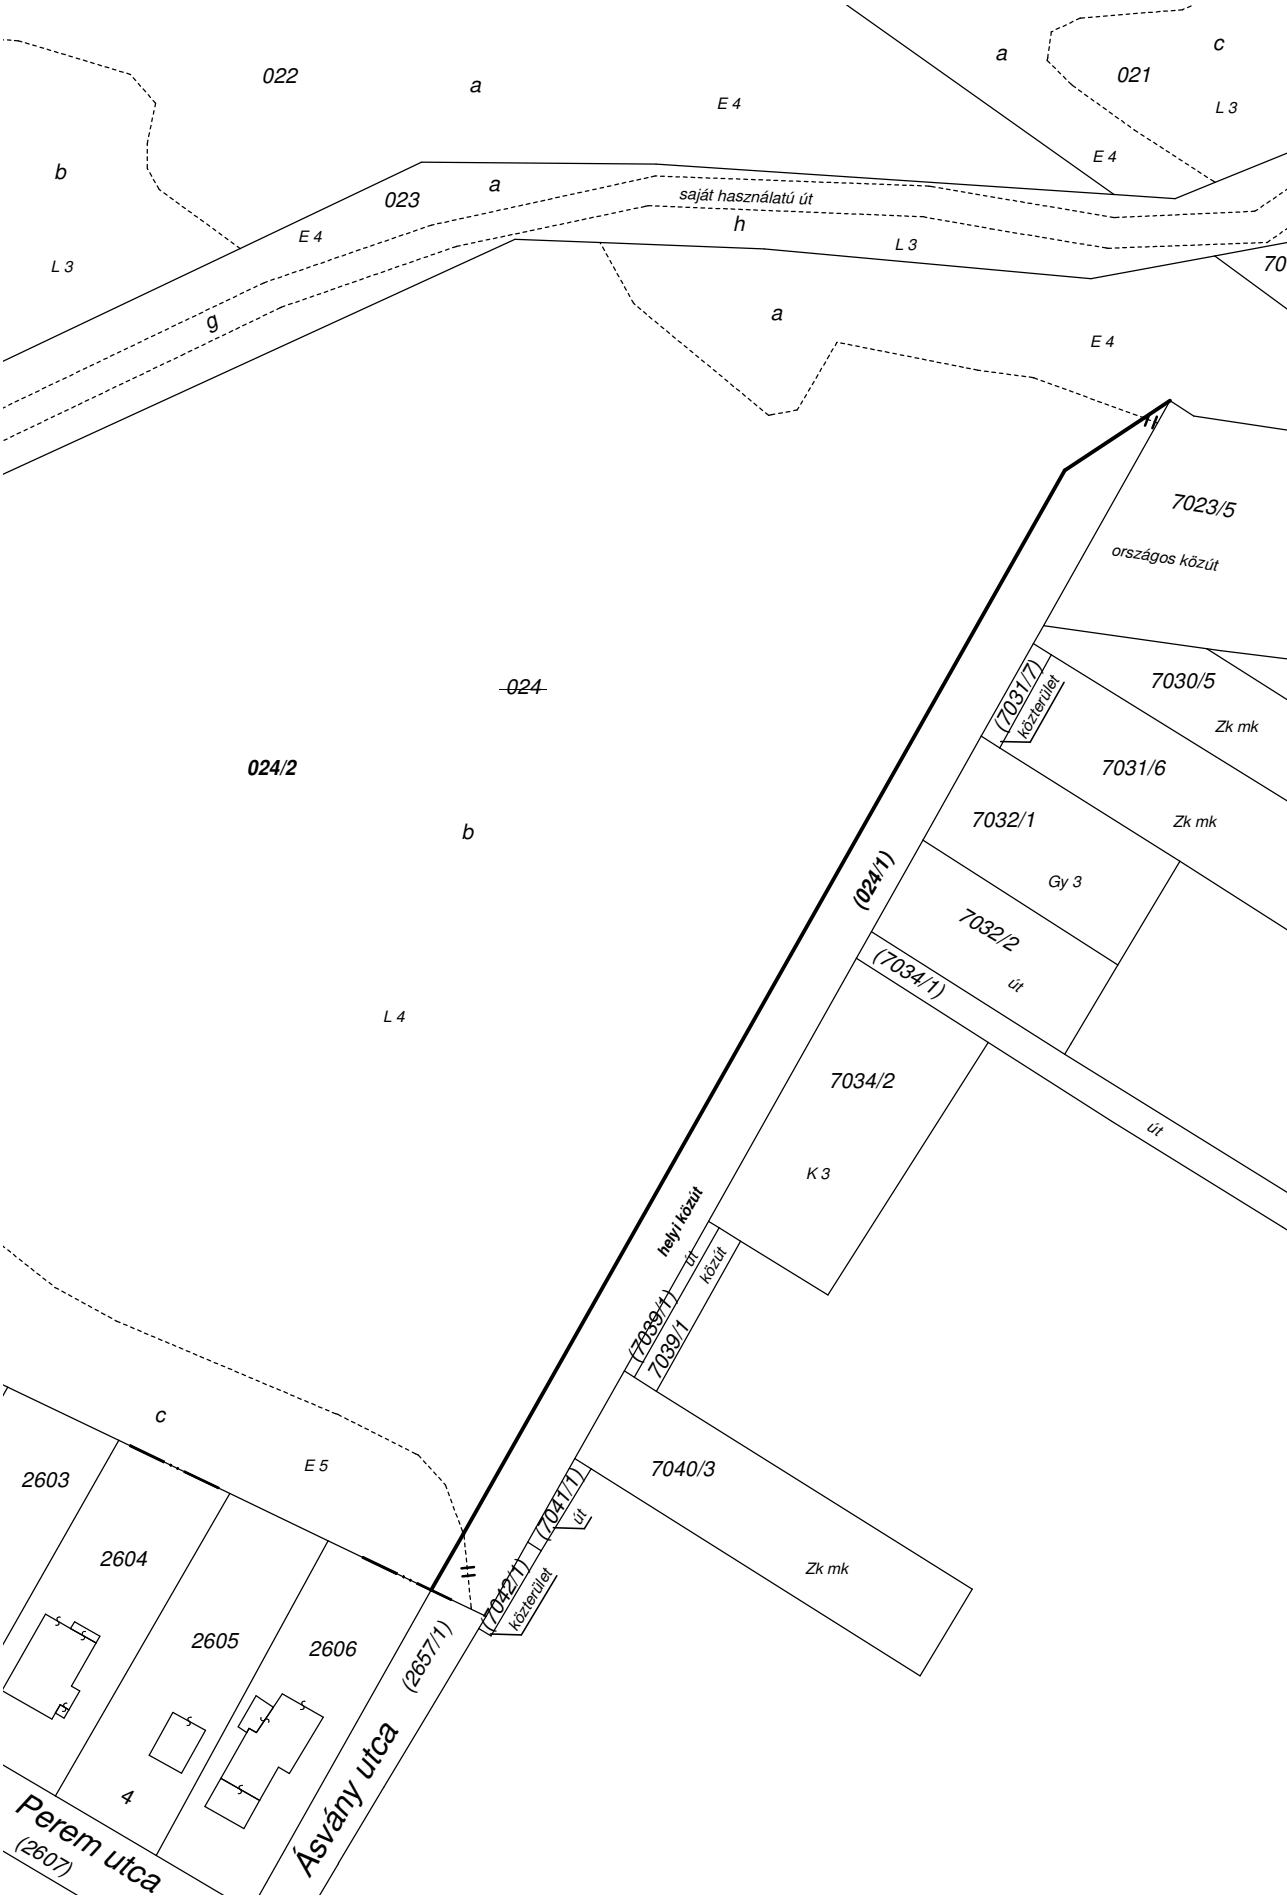 022
a
E 4
a
c
021
L 3
E 4
b
023
a
saját használatú út
h
L 3
E 4
L 3
g
70
a
E 4
7023/5
országos közút
024
(7031/7)
közterület
7030/5
Zk mk
024/2
7031/6
Zk mk
b
7032/1
Gy 3
(024/1)
7032/2
út
(7034/1)
L 4
7034/2
út
K 3
helyi közút
út
közút
(7039/1)
7039/1
c
E 5
7040/3
2603
(7041/1)
út
2604
(7042/1)
közterület
Zk mk
2605
2606
(2657/1)
Ásvány utca
4
Perem utca
(2607)